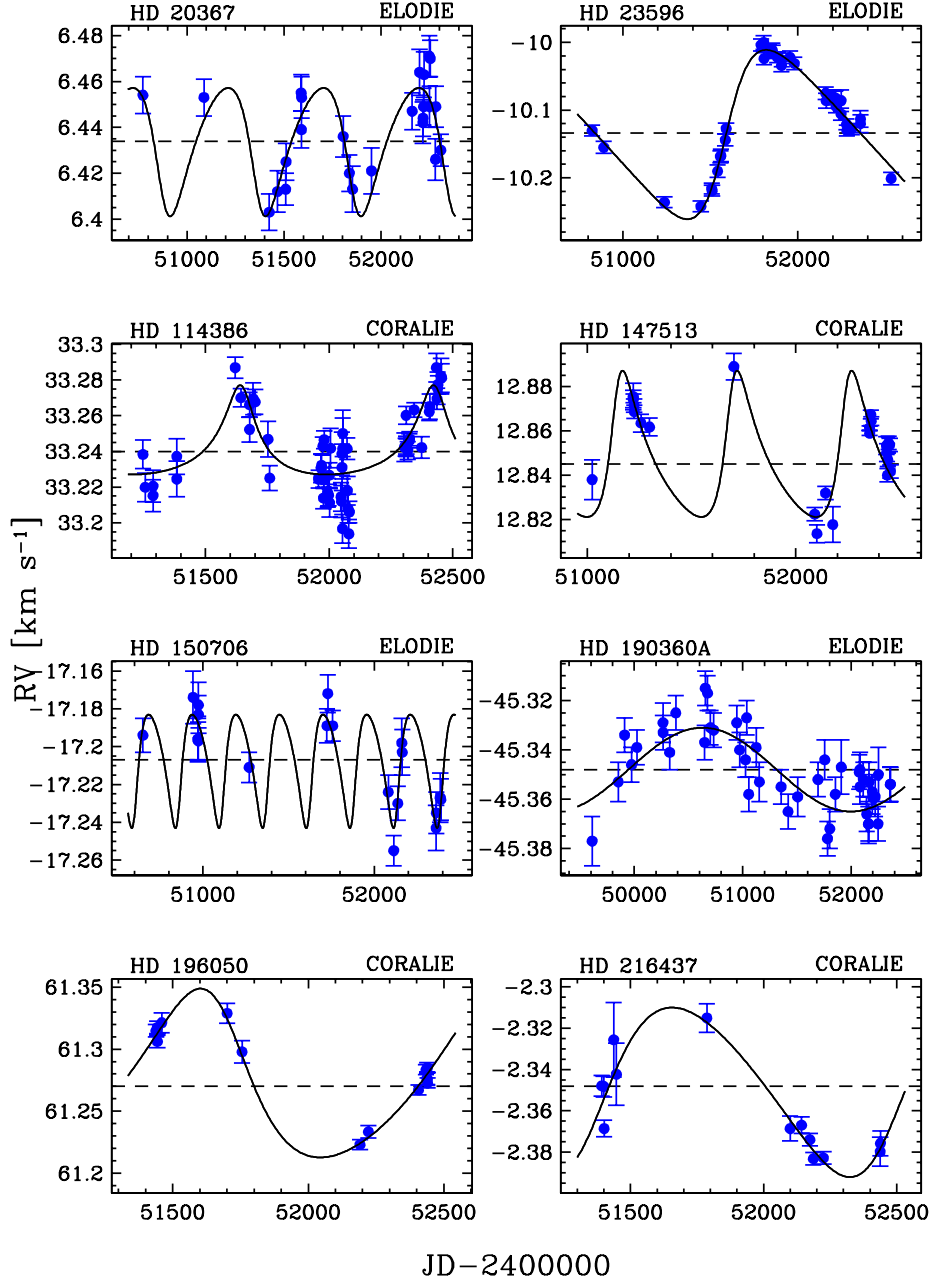 HD 20367 ELODIE
6.48
6.46
6.44
6.42
6.4
51000 51500 52000
HD 23596 ELODIE
−10
−10.1
−10.2
51000 52000
HD 114386 CORALIE
33.3
33.28
33.26
33.24
33.22
33.2
51500 52000 52500
HD 147513 CORALIE
12.88
12.86
12.84
12.82
51000 52000
RV [km s−1]
HD 150706 ELODIE
−17.16
−17.18
−17.2
−17.22
−17.24
−17.26
51000 52000
HD 190360A ELODIE
−45.32
−45.34
−45.36
−45.38
50000 51000 52000
HD 196050 CORALIE
61.35
61.3
61.25
61.2
51500 52000 52500
HD 216437 CORALIE
−2.3
−2.32
−2.34
−2.36
−2.38
51500 52000 52500
JD−2400000